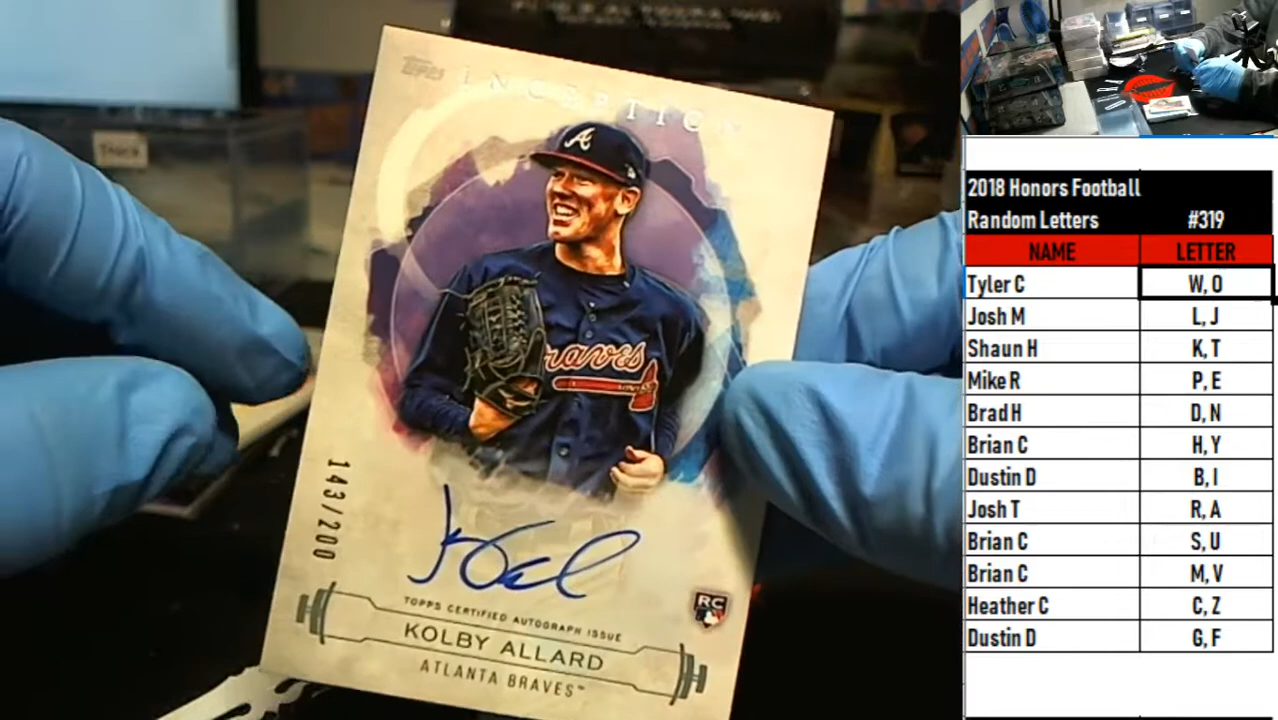 TOPPS INCEPTION
A
Braves
143/200
TOPPS CERTIFIED AUTOGRAPH ISSUE
RC
KOLBY ALLARD
ATLANTA BRAVES™
2018 Honors Football
Random Letters #319
NAME LETTER
Tyler C W, O
Josh M L, J
Shaun H K, T
Mike R P, E
Brad H D, N
Brian C H, Y
Dustin D B, I
Josh T R, A
Brian C S, U
Brian C M, V
Heather C C, Z
Dustin D G, F